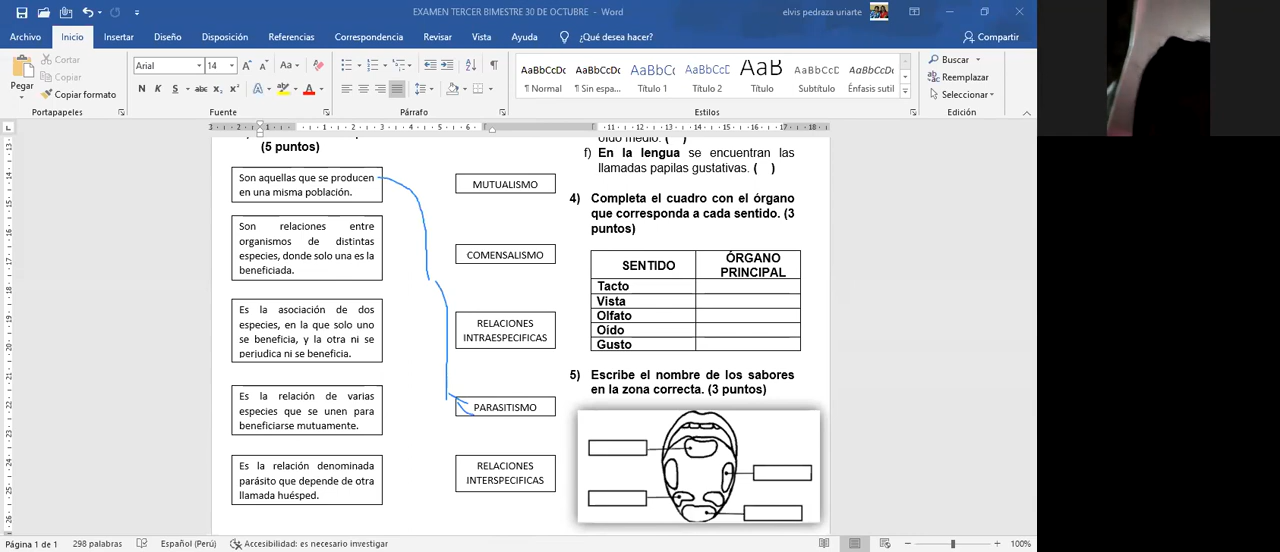 EXAMEN TERCER BIMESTRE 30 DE OCTUBRE - Word
elvis pedraza uriarte
Archivo Inicio Insertar Diseño Disposición Referencias Correspondencia Revisar Vista Ayuda ¿Qué desea hacer? Compartir
Pegar
Cortar
Copiar
Copiar formato
Portapapeles
Arial 14
N K S abc x₂ x²
Fuente
Párrafo
AaBbCcDc
¶ Normal
AaBbCcDc
¶ Sin espa...
AaBbCc
Título 1
AaBbCcD
Título 2
AaB
Título
AaBbCcD
Subtítulo
AaBbCcDc
Énfasis sutil
Estilos
Buscar
Reemplazar
Seleccionar
Edición
(5 puntos)
Son aquellas que se producen
en una misma población.
Son relaciones entre
organismos de distintas
especies, donde solo una es la
beneficiada.
Es la asociación de dos
especies, en la que solo uno
se beneficia, y la otra ni se
perjudica ni se beneficia.
Es la relación de varias
especies que se unen para
beneficiarse mutuamente.
Es la relación denominada
parásito que depende de otra
llamada huésped.
MUTUALISMO
COMENSALISMO
RELACIONES
INTRAESPECIFICAS
PARASITISMO
RELACIONES
INTERSPECIFICAS
oído medio. ( )
f) En la lengua se encuentran las
llamadas papilas gustativas. ( )
4) Completa el cuadro con el órgano
que corresponda a cada sentido. (3
puntos)
SENTIDO ÓRGANO
PRINCIPAL
Tacto
Vista
Olfato
Oído
Gusto
5) Escribe el nombre de los sabores
en la zona correcta. (3 puntos)
Página 1 de 1 298 palabras Español (Perú) Accesibilidad: es necesario investigar 100%